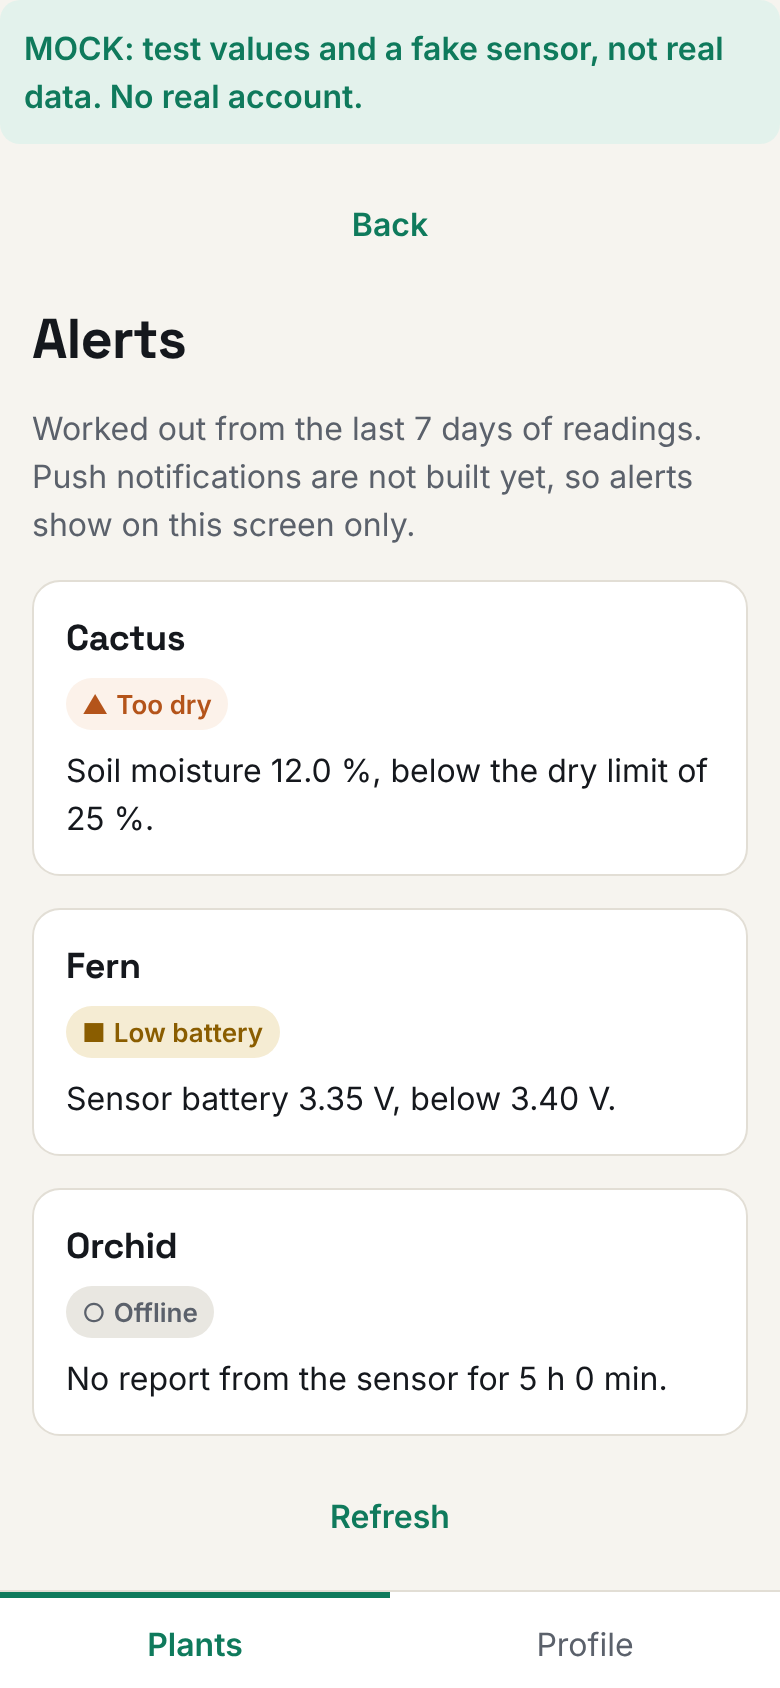 MOCK: test values and a fake sensor, not real
data. No real account.
Back
Alerts
Worked out from the last 7 days of readings.
Push notifications are not built yet, so alerts
show on this screen only.
Cactus
▲ Too dry
Soil moisture 12.0 %, below the dry limit of
25 %.
Fern
■ Low battery
Sensor battery 3.35 V, below 3.40 V.
Orchid
○ Offline
No report from the sensor for 5 h 0 min.
Refresh
Plants
Profile